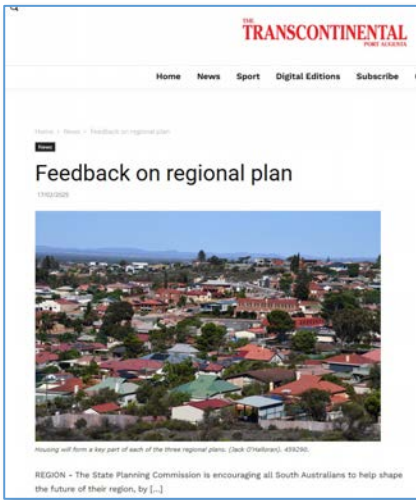 THE
TRANSCONTINENTAL
PORT AUGUSTA
Home News Sport Digital Editions Subscribe
Home > News > Feedback on regional plan
News
Feedback on regional plan
17/02/2025
Housing will form a key part of each of the three regional plans. (Jack O'Halloran). 459290.
REGION - The State Planning Commission is encouraging all South Australians to help shape
the future of their region, by [...]